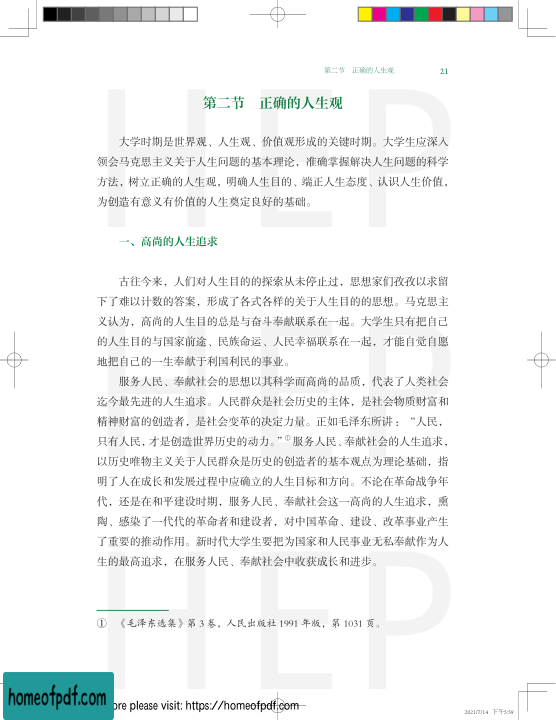 第二节 正确的人生观 21
第二节 正确的人生观
大学时期是世界观、人生观、价值观形成的关键时期。大学生应深入
领会马克思主义关于人生问题的基本理论，准确掌握解决人生问题的科学
方法，树立正确的人生观，明确人生目的、端正人生态度、认识人生价值，
为创造有意义有价值的人生奠定良好的基础。
一、高尚的人生追求
古往今来，人们对人生目的的探索从未停止过，思想家们孜孜以求留
下了难以计数的答案，形成了各式各样的关于人生目的的思想。马克思主
义认为，高尚的人生目的总是与奋斗奉献联系在一起。大学生只有把自己
的人生目的与国家前途、民族命运、人民幸福联系在一起，才能自觉自愿
地把自己的一生奉献于利国利民的事业。
服务人民、奉献社会的思想以其科学而高尚的品质，代表了人类社会
迄今最先进的人生追求。人民群众是社会历史的主体，是社会物质财富和
精神财富的创造者，是社会变革的决定力量。正如毛泽东所讲：“人民，
只有人民，才是创造世界历史的动力。”① 服务人民、奉献社会的人生追求，
以历史唯物主义关于人民群众是历史的创造者的基本观点为理论基础，指
明了人在成长和发展过程中应确立的人生目标和方向。不论在革命战争年
代，还是在和平建设时期，服务人民、奉献社会这一高尚的人生追求，熏
陶、感染了一代代的革命者和建设者，对中国革命、建设、改革事业产生
了重要的推动作用。新时代大学生要把为国家和人民事业无私奉献作为人
生的最高追求，在服务人民、奉献社会中收获成长和进步。
① 《毛泽东选集》第 3 卷，人民出版社 1991 年版，第 1031 页。
HEP
HEP
HEP
homeofpdf.com
ore please visit: https://homeofpdf.com
2021/7/14 下午5:59